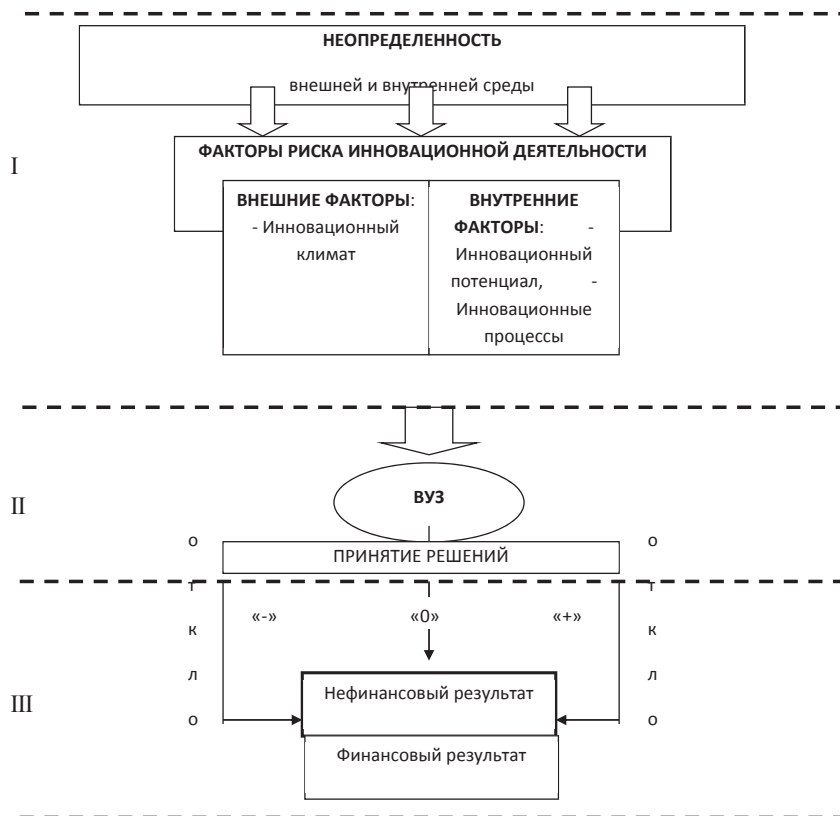 НЕОПРЕДЕЛЕННОСТЬ
внешней и внутренней среды
I
ФАКТОРЫ РИСКА ИННОВАЦИОННОЙ ДЕЯТЕЛЬНОСТИ
ВНЕШНИЕ ФАКТОРЫ:
- Инновационный
климат
ВНУТРЕННИЕ
ФАКТОРЫ: -
Инновационный
потенциал, -
Инновационные
процессы
II
ВУЗ
ПРИНЯТИЕ РЕШЕНИЙ
о
т
к
л
о
о
т
к
л
о
«-» «0» «+»
III
Нефинансовый результат
Финансовый результат